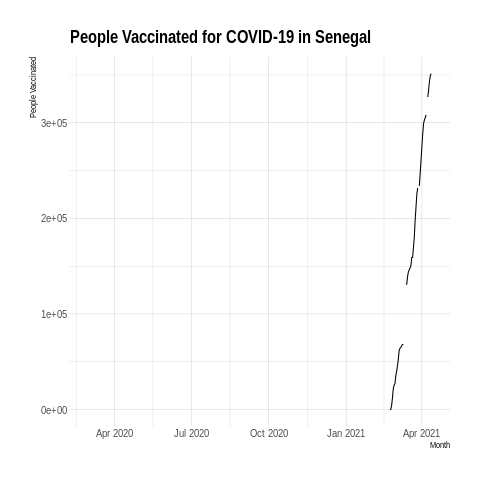 People Vaccinated for COVID-19 in Senegal
People Vaccinated
3e+05
2e+05
1e+05
0e+00
Apr 2020 Jul 2020 Oct 2020 Jan 2021 Apr 2021
Month